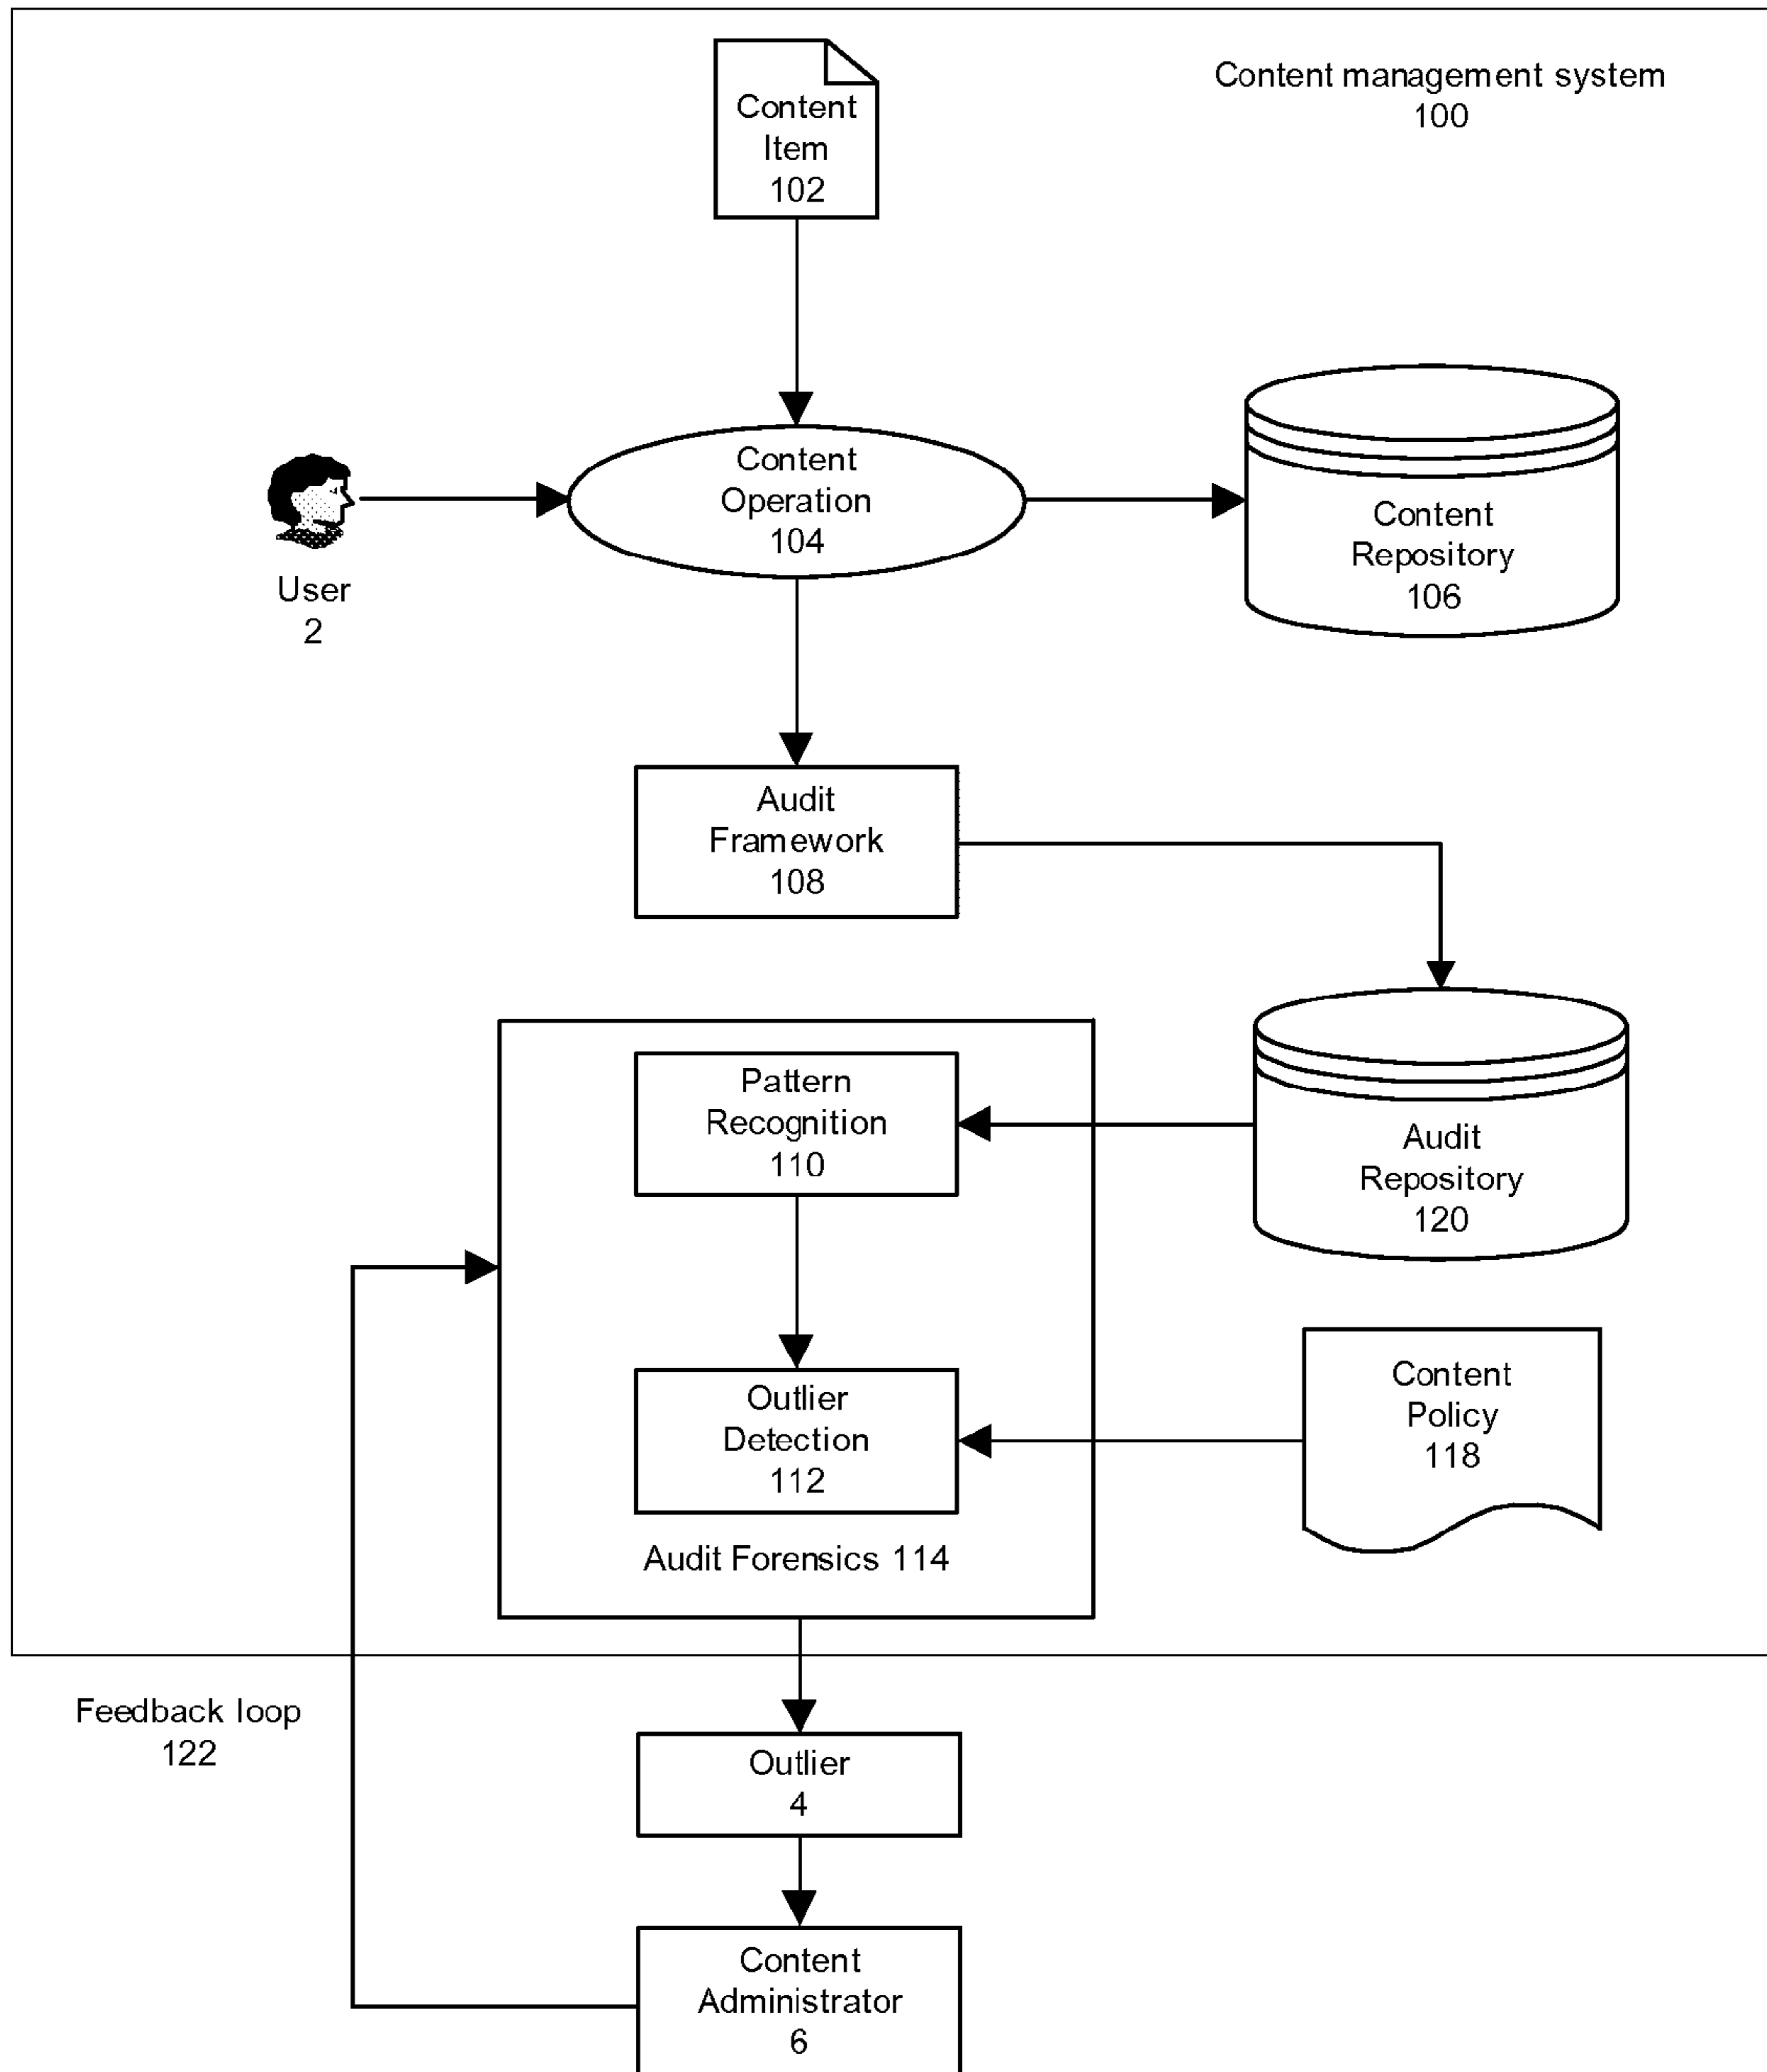 Content management system
100
Content
Item
102
Content
Operation
104
User
2
Content
Repository
106
Audit
Framework
108
Pattern
Recognition
110
Audit
Repository
120
Outlier
Detection
112
Content
Policy
118
Audit Forensics 114
Feedback loop
122
Outlier
4
Content
Administrator
6